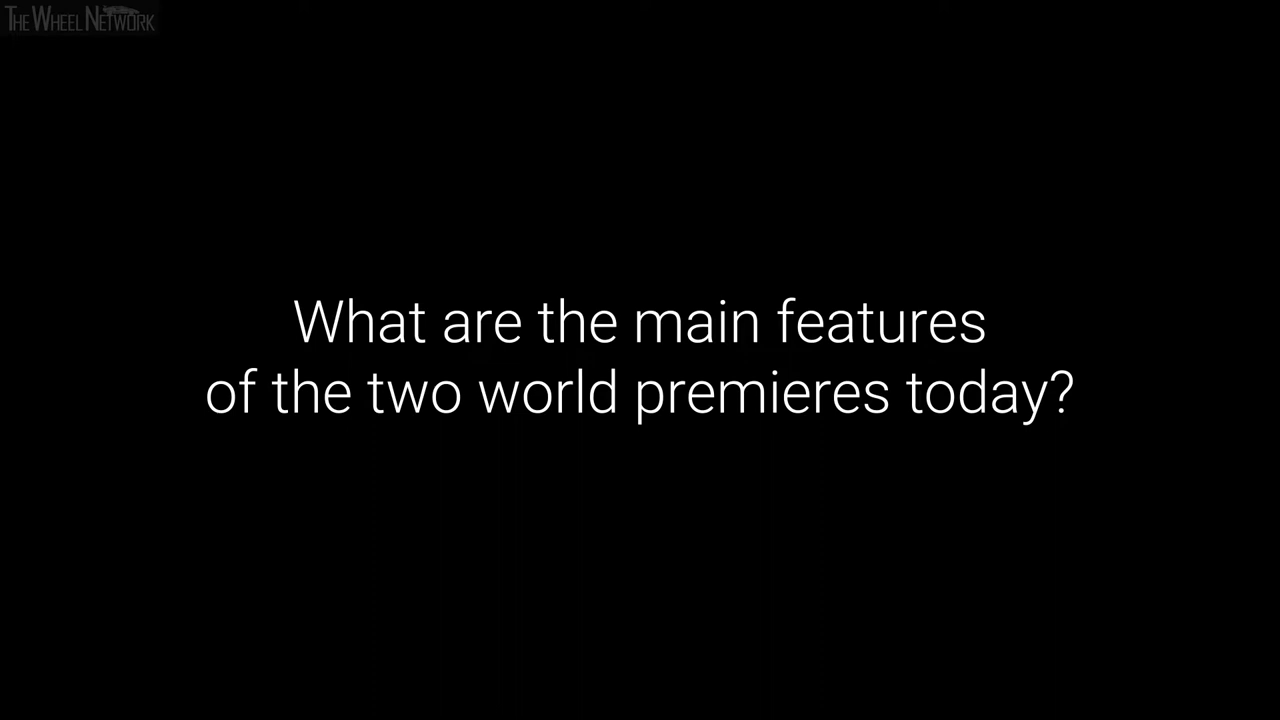 THE WHEEL NETWORK
What are the main features
of the two world premieres today?